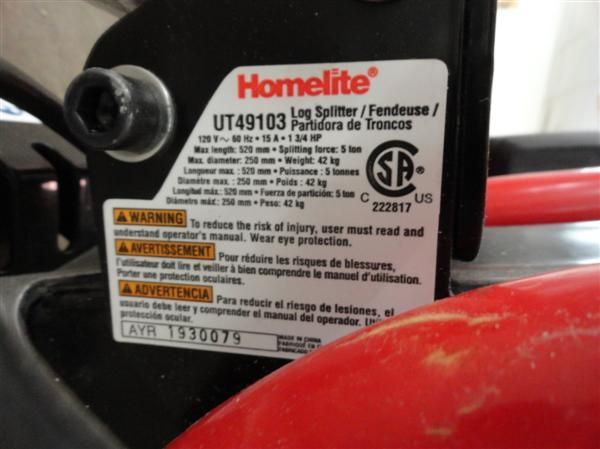 Homelite®
UT49103 Log Splitter / Fendeuse /
Partidora de Troncos
120 V ~ 60 Hz • 15 A • 1 3/4 HP
Max length: 520 mm • Splitting force: 5 ton
Max. diameter: 250 mm • Weight: 42 kg
Longueur max.: 520 mm • Puissance : 5 tonnes
Diamètre max. : 250 mm • Poids : 42 kg
Longitud máx.: 520 mm • Fuerza de partición: 5 ton
Diámetro máx: 250 mm • Peso: 42 kg
CSA
C US
222817
WARNING To reduce the risk of injury, user must read and
understand operator's manual. Wear eye protection.
AVERTISSEMENT Pour réduire les risques de blessures,
l'utilisateur doit lire et veiller à bien comprendre le manuel d'utilisation.
Porter une protection oculaires.
ADVERTENCIA Para reducir el riesgo de lesiones, el
usuario debe leer y comprender el manual del operador.
protección ocular.
AYR 1930079
MADE IN CHINA
FABRIQUÉ EN
FABRICADO